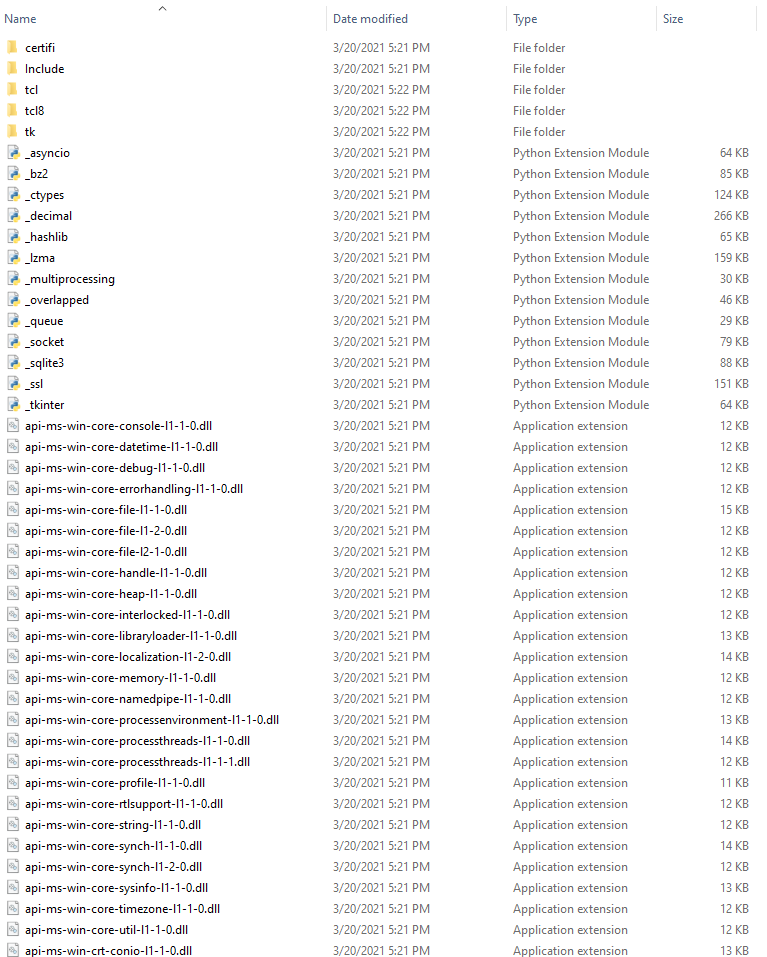 Name Date modified Type Size
certifi 3/20/2021 5:21 PM File folder
Include 3/20/2021 5:21 PM File folder
tcl 3/20/2021 5:22 PM File folder
tcl8 3/20/2021 5:22 PM File folder
tk 3/20/2021 5:22 PM File folder
_asyncio 3/20/2021 5:21 PM Python Extension Module 64 KB
_bz2 3/20/2021 5:21 PM Python Extension Module 85 KB
_ctypes 3/20/2021 5:21 PM Python Extension Module 124 KB
_decimal 3/20/2021 5:21 PM Python Extension Module 266 KB
_hashlib 3/20/2021 5:21 PM Python Extension Module 65 KB
_lzma 3/20/2021 5:21 PM Python Extension Module 159 KB
_multiprocessing 3/20/2021 5:21 PM Python Extension Module 30 KB
_overlapped 3/20/2021 5:21 PM Python Extension Module 46 KB
_queue 3/20/2021 5:21 PM Python Extension Module 29 KB
_socket 3/20/2021 5:21 PM Python Extension Module 79 KB
_sqlite3 3/20/2021 5:21 PM Python Extension Module 88 KB
_ssl 3/20/2021 5:21 PM Python Extension Module 151 KB
_tkinter 3/20/2021 5:21 PM Python Extension Module 64 KB
api-ms-win-core-console-l1-1-0.dll 3/20/2021 5:21 PM Application extension 12 KB
api-ms-win-core-datetime-l1-1-0.dll 3/20/2021 5:21 PM Application extension 12 KB
api-ms-win-core-debug-l1-1-0.dll 3/20/2021 5:21 PM Application extension 12 KB
api-ms-win-core-errorhandling-l1-1-0.dll 3/20/2021 5:21 PM Application extension 12 KB
api-ms-win-core-file-l1-1-0.dll 3/20/2021 5:21 PM Application extension 15 KB
api-ms-win-core-file-l1-2-0.dll 3/20/2021 5:21 PM Application extension 12 KB
api-ms-win-core-file-l2-1-0.dll 3/20/2021 5:21 PM Application extension 12 KB
api-ms-win-core-handle-l1-1-0.dll 3/20/2021 5:21 PM Application extension 12 KB
api-ms-win-core-heap-l1-1-0.dll 3/20/2021 5:21 PM Application extension 12 KB
api-ms-win-core-interlocked-l1-1-0.dll 3/20/2021 5:21 PM Application extension 12 KB
api-ms-win-core-libraryloader-l1-1-0.dll 3/20/2021 5:21 PM Application extension 13 KB
api-ms-win-core-localization-l1-2-0.dll 3/20/2021 5:21 PM Application extension 14 KB
api-ms-win-core-memory-l1-1-0.dll 3/20/2021 5:21 PM Application extension 12 KB
api-ms-win-core-namedpipe-l1-1-0.dll 3/20/2021 5:21 PM Application extension 12 KB
api-ms-win-core-processenvironment-l1-1-0.dll 3/20/2021 5:21 PM Application extension 13 KB
api-ms-win-core-processthreads-l1-1-0.dll 3/20/2021 5:21 PM Application extension 14 KB
api-ms-win-core-processthreads-l1-1-1.dll 3/20/2021 5:21 PM Application extension 12 KB
api-ms-win-core-profile-l1-1-0.dll 3/20/2021 5:21 PM Application extension 11 KB
api-ms-win-core-rtlsupport-l1-1-0.dll 3/20/2021 5:21 PM Application extension 12 KB
api-ms-win-core-string-l1-1-0.dll 3/20/2021 5:21 PM Application extension 12 KB
api-ms-win-core-synch-l1-1-0.dll 3/20/2021 5:21 PM Application extension 14 KB
api-ms-win-core-synch-l1-2-0.dll 3/20/2021 5:21 PM Application extension 12 KB
api-ms-win-core-sysinfo-l1-1-0.dll 3/20/2021 5:21 PM Application extension 13 KB
api-ms-win-core-timezone-l1-1-0.dll 3/20/2021 5:21 PM Application extension 12 KB
api-ms-win-core-util-l1-1-0.dll 3/20/2021 5:21 PM Application extension 12 KB
api-ms-win-crt-conio-l1-1-0.dll 3/20/2021 5:21 PM Application extension 13 KB